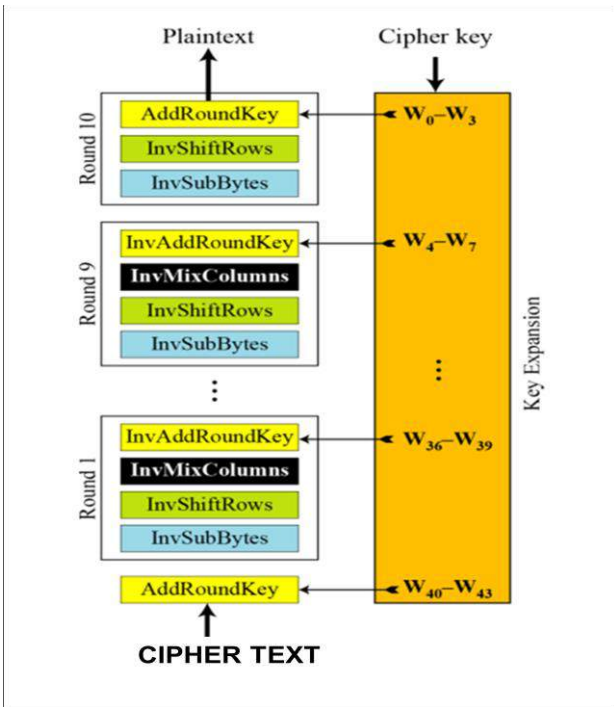 Plaintext
Cipher key
Round 10
AddRoundKey
InvShiftRows
InvSubBytes
W₀–W₃
Round 9
InvAddRoundKey
InvMixColumns
InvShiftRows
InvSubBytes
W₄–W₇
⋮
⋮
Key Expansion
Round 1
InvAddRoundKey
InvMixColumns
InvShiftRows
InvSubBytes
W₃₆–W₃₉
AddRoundKey
W₄₀–W₄₃
CIPHER TEXT